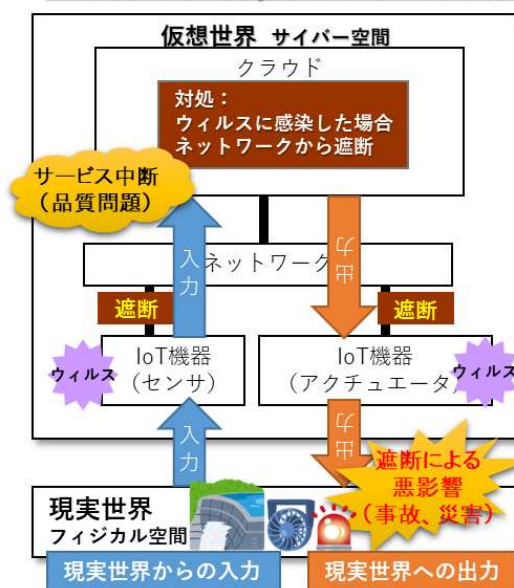 仮想世界 サイバー空間
クラウド
対処：
ウィルスに感染した場合
ネットワークから遮断
サービス中断
（品質問題）
入力
出力
ネットワーク
遮断
遮断
ウィルス
IoT機器
（センサ）
IoT機器
（アクチュエータ）
ウィルス
入力
出力
遮断による
悪影響
（事故、災害）
現実世界
フィジカル空間
現実世界からの入力
現実世界への出力